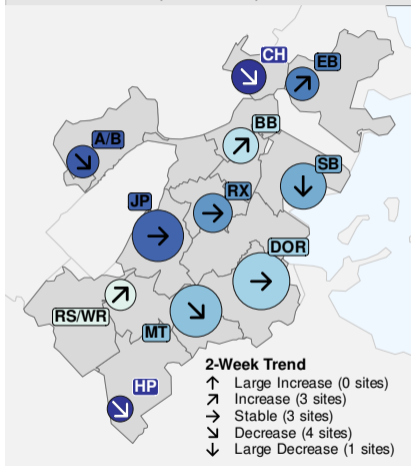 CH
EB
BB
A/B
SB
RX
JP
DOR
RS/WR
MT
HP
2-Week Trend
↑ Large Increase (0 sites)
↗ Increase (3 sites)
→ Stable (3 sites)
↘ Decrease (4 sites)
↓ Large Decrease (1 sites)